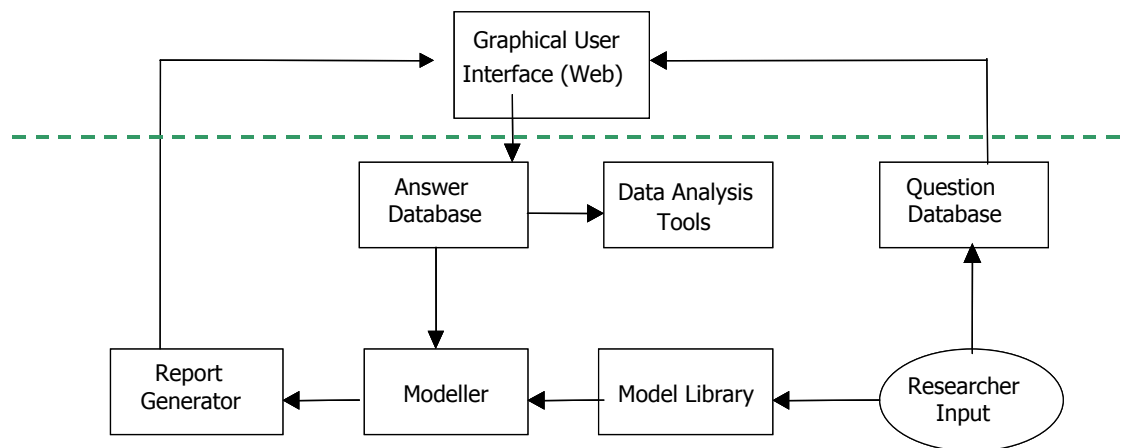 Graphical User
Interface (Web)
Answer
Database
Data Analysis
Tools
Question
Database
Report
Generator
Modeller
Model Library
Researcher
Input